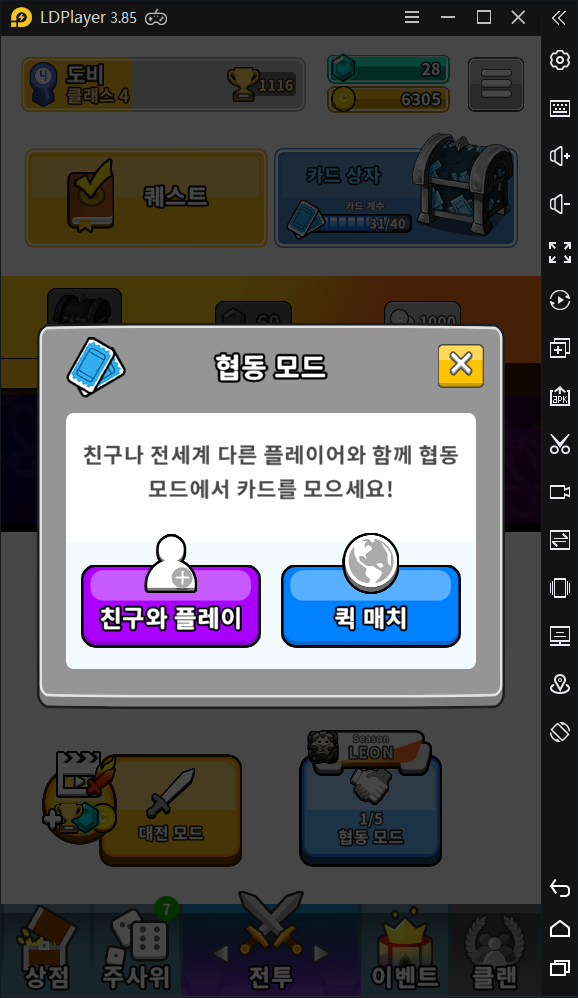 LDPlayer 3.85
4
도비
클래스 4
1116
28
6305
퀘스트
카드 상자
카드 개수
31/40
60
1000
협동 모드
친구나 전세계 다른 플레이어와 함께 협동
모드에서 카드를 모으세요!
친구와 플레이
퀵 매치
Season
LEON
대전 모드
1/5
협동 모드
7
상점
주사위
전투
이벤트
클랜
APK